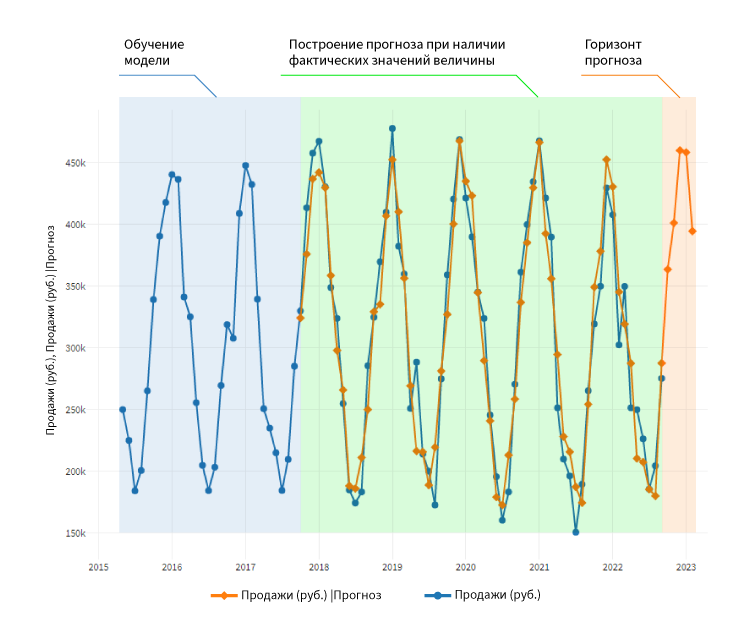 Обучение
модели
Построение прогноза при наличии
фактических значений величины
Горизонт
прогноза
Продажи (руб.), Продажи (руб.) |Прогноз
450k
400k
350k
300k
250k
200k
150k
2015 2016 2017 2018 2019 2020 2021 2022 2023
Продажи (руб.) |Прогноз Продажи (руб.)